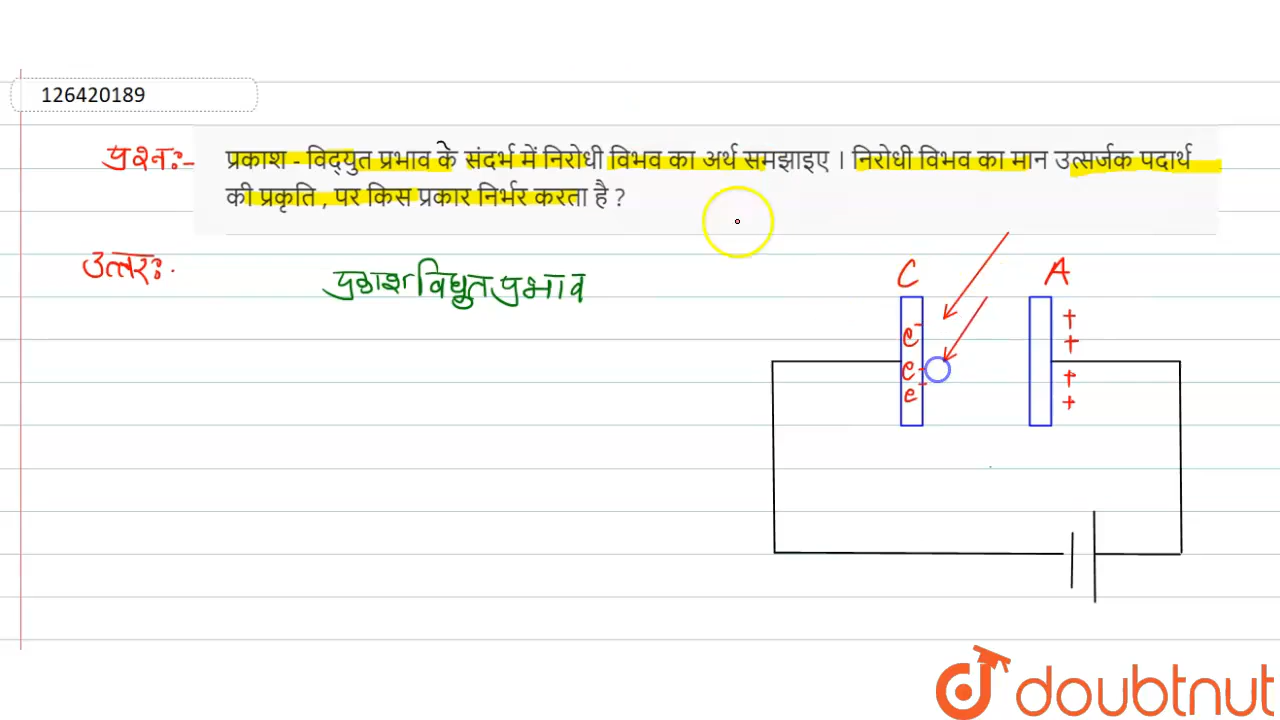 126420189
प्रश्नः-
प्रकाश - विद्युत प्रभाव के संदर्भ में निरोधी विभव का अर्थ समझाइए । निरोधी विभव का मान उत्सर्जक पदार्थ
की प्रकृति , पर किस प्रकार निर्भर करता है ?
उत्तरः-
प्रकाश विद्युत प्रभाव
C A
e⁻ +
+
e⁻ +
e⁻ +
doubtnut